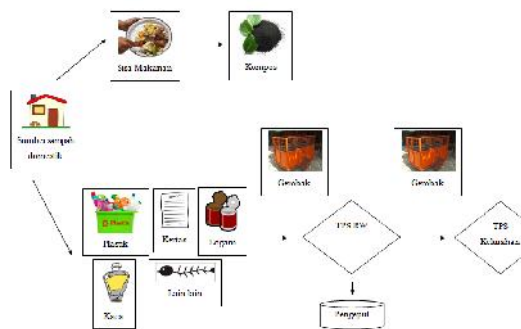 Sisa Makanan
Kompos
Sumber sampah
domestik
Gerobak
Gerobak
Plastik
Kertas
Logam
TPS RW
TPS
Kelurahan
Kaca
Lain lain
Pengepul